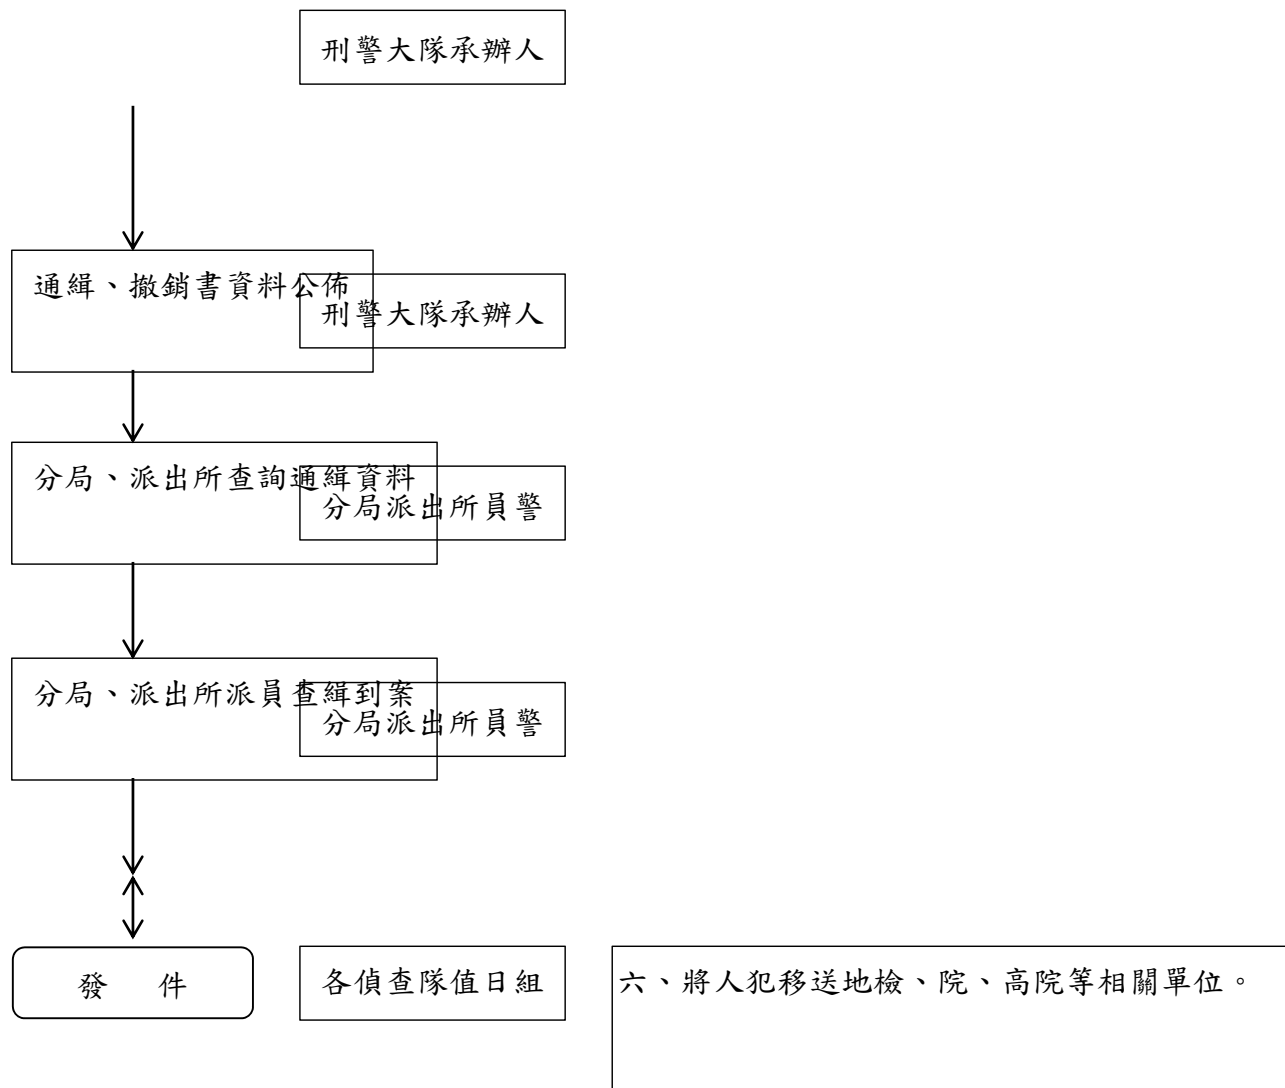 刑警大隊承辦人
通緝、撤銷書資料公佈
刑警大隊承辦人
分局、派出所查詢通緝資料
分局派出所員警
分局、派出所派員查緝到案
分局派出所員警
發 件
各偵查隊值日組
六、將人犯移送地檢、院、高院等相關單位。